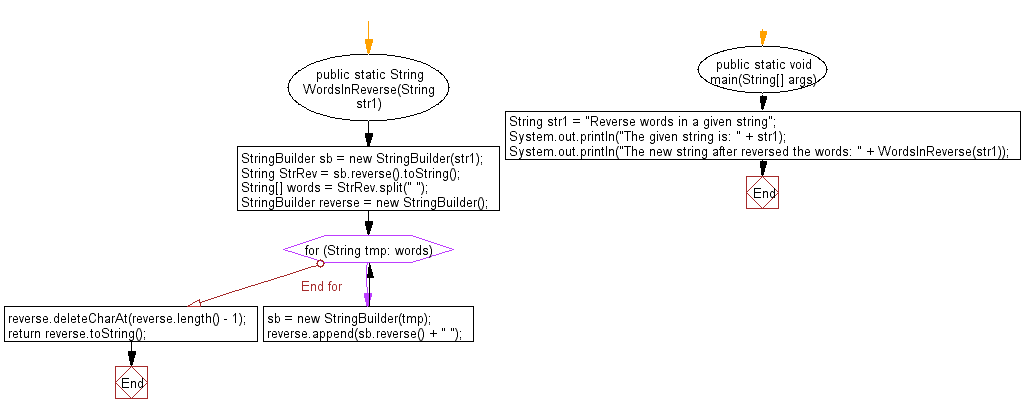 public static String
WordsInReverse(String
str1)
StringBuilder sb = new StringBuilder(str1);
String StrRev = sb.reverse().toString();
String[] words = StrRev.split(" ");
StringBuilder reverse = new StringBuilder();
for (String tmp: words)
End for
reverse.deleteCharAt(reverse.length() - 1);
return reverse.toString();
End
sb = new StringBuilder(tmp);
reverse.append(sb.reverse() + " ");
public static void
main(String[] args)
String str1 = "Reverse words in a given string";
System.out.println("The given string is: " + str1);
System.out.println("The new string after reversed the words: " + WordsInReverse(str1));
End